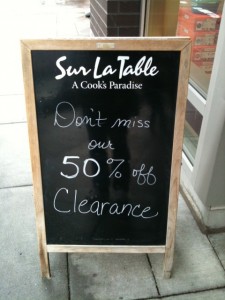 Sur La Table
A Cook's Paradise
Don't miss
our
50% off
Clearance